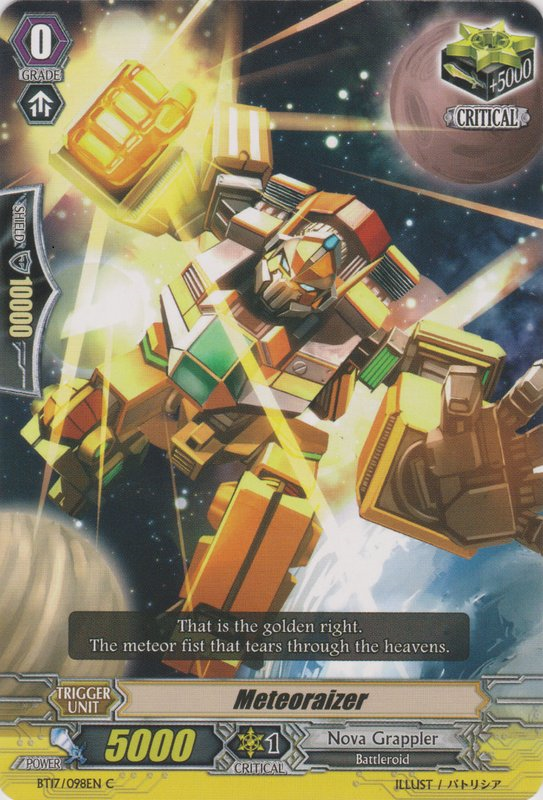 0
GRADE
+5000
CRITICAL
SHIELD
10000
That is the golden right.
The meteor fist that tears through the heavens.
TRIGGER
UNIT
Meteoraizer
POWER
5000
1
CRITICAL
Nova Grappler
Battleroid
BT17/098EN C
ILLUST / パトリシア